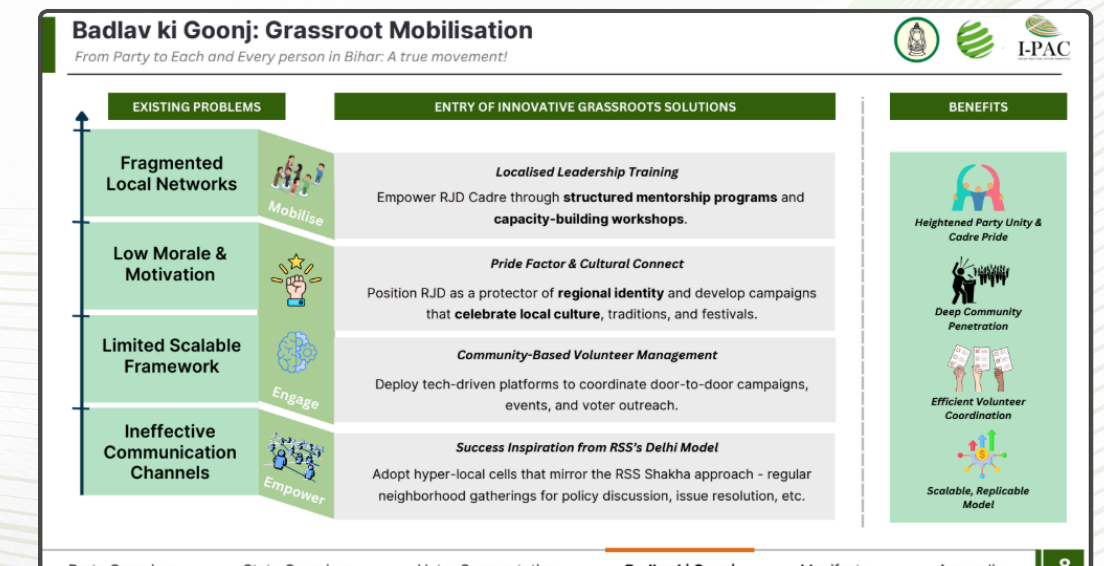 Badlav ki Goonj: Grassroot Mobilisation
From Party to Each and Every person in Bihar: A true movement!
I-PAC
EXISTING PROBLEMS
ENTRY OF INNOVATIVE GRASSROOTS SOLUTIONS
BENEFITS
Fragmented
Local Networks
Mobilise
Localised Leadership Training
Empower RJD Cadre through structured mentorship programs and
capacity-building workshops.
Heightened Party Unity &
Cadre Pride
Low Morale &
Motivation
Pride Factor & Cultural Connect
Position RJD as a protector of regional identity and develop campaigns
that celebrate local culture, traditions, and festivals.
Deep Community
Penetration
Limited Scalable
Framework
Engage
Community-Based Volunteer Management
Deploy tech-driven platforms to coordinate door-to-door campaigns,
events, and voter outreach.
Efficient Volunteer
Coordination
Ineffective
Communication
Channels
Empower
Success Inspiration from RSS's Delhi Model
Adopt hyper-local cells that mirror the RSS Shakha approach - regular
neighborhood gatherings for policy discussion, issue resolution, etc.
Scalable, Replicable
Model
8